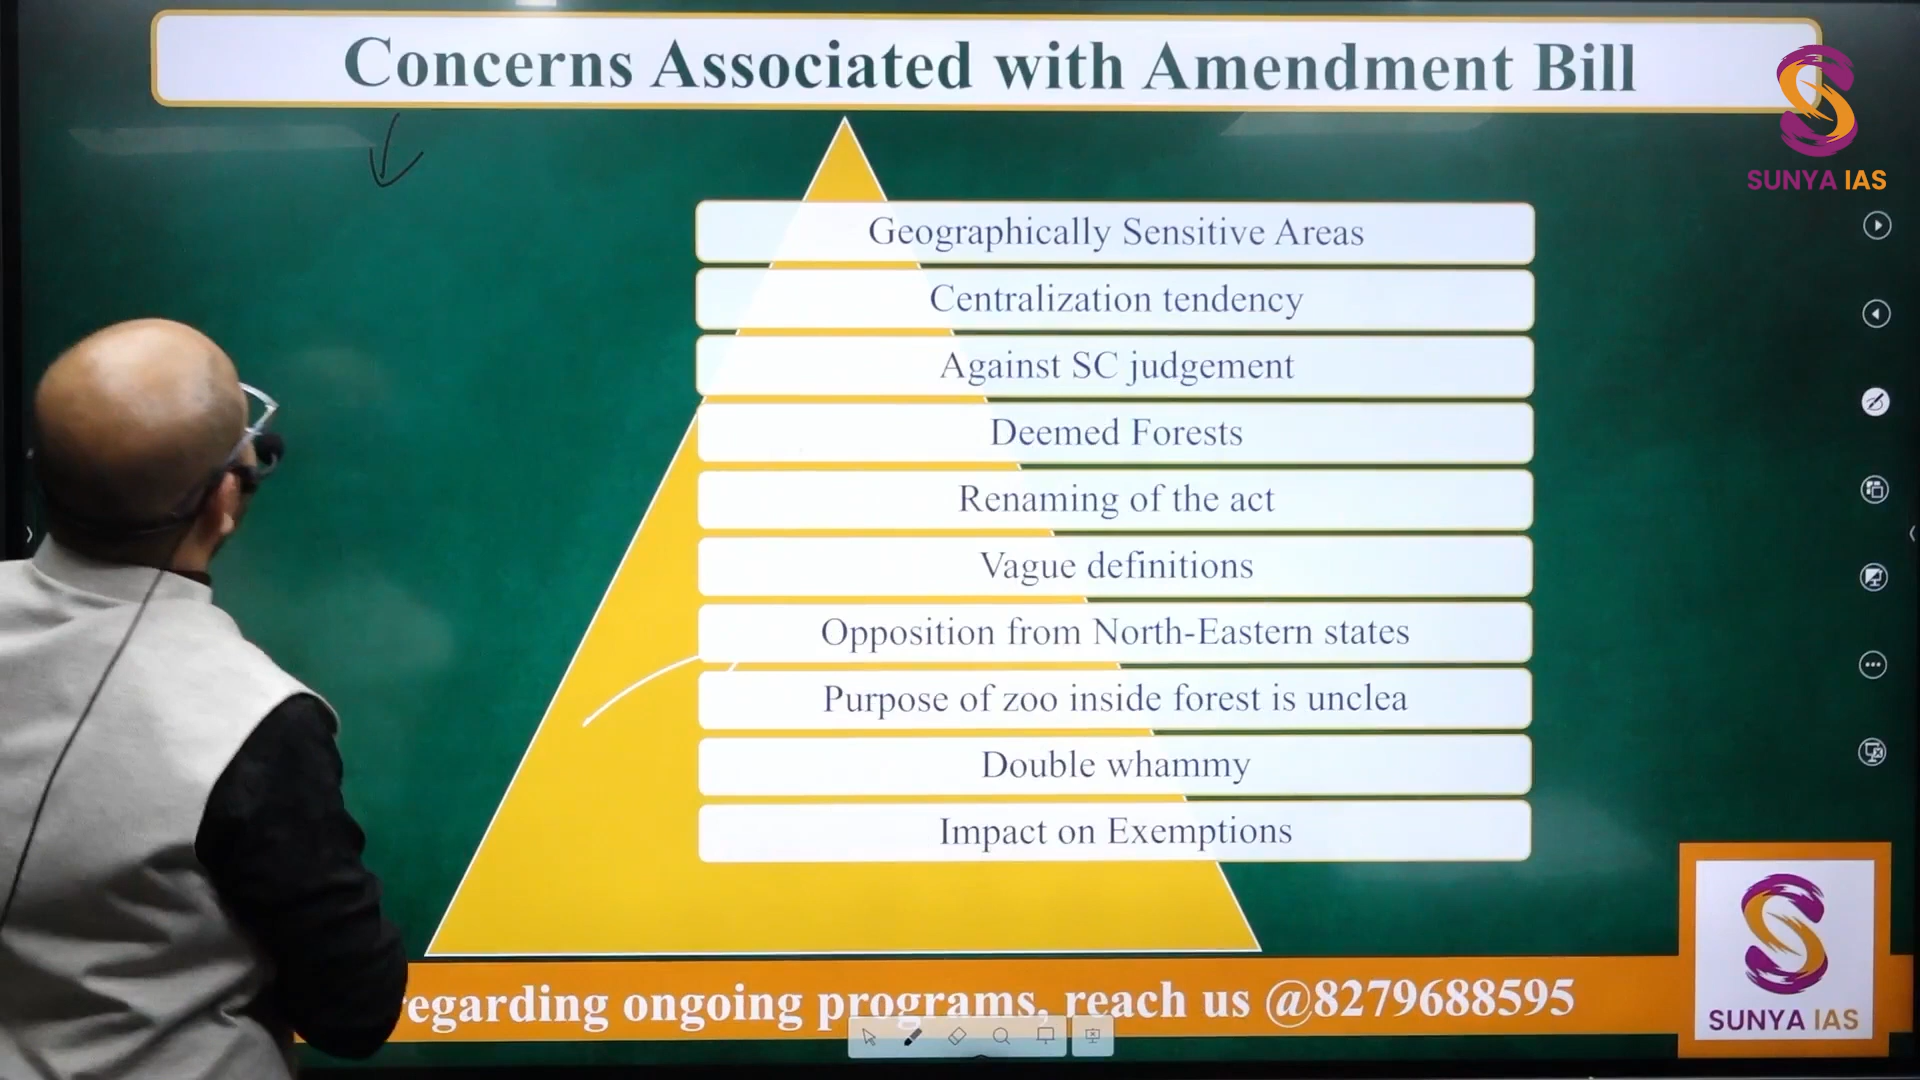 Concerns Associated with Amendment Bill
SUNYA IAS
Geographically Sensitive Areas
Centralization tendency
Against SC judgement
Deemed Forests
Renaming of the act
Vague definitions
Opposition from North-Eastern states
Purpose of zoo inside forest is unclea
Double whammy
Impact on Exemptions
egarding ongoing programs, reach us @8279688595
SUNYA IAS